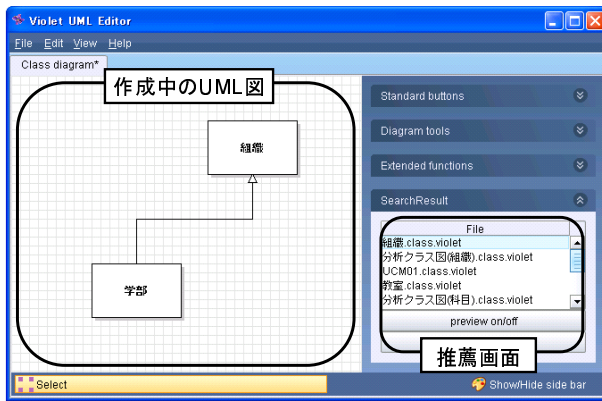 Violet UML Editor
File Edit View Help
Class diagram*
作成中のUML図
組織
学部
Standard buttons
Diagram tools
Extended functions
SearchResult
File
組織.class.violet
分析クラス図(組織).class.violet
UCM01.class.violet
教室.class.violet
分析クラス図(科目).class.violet
preview on/off
推薦画面
Select
Show/Hide side bar